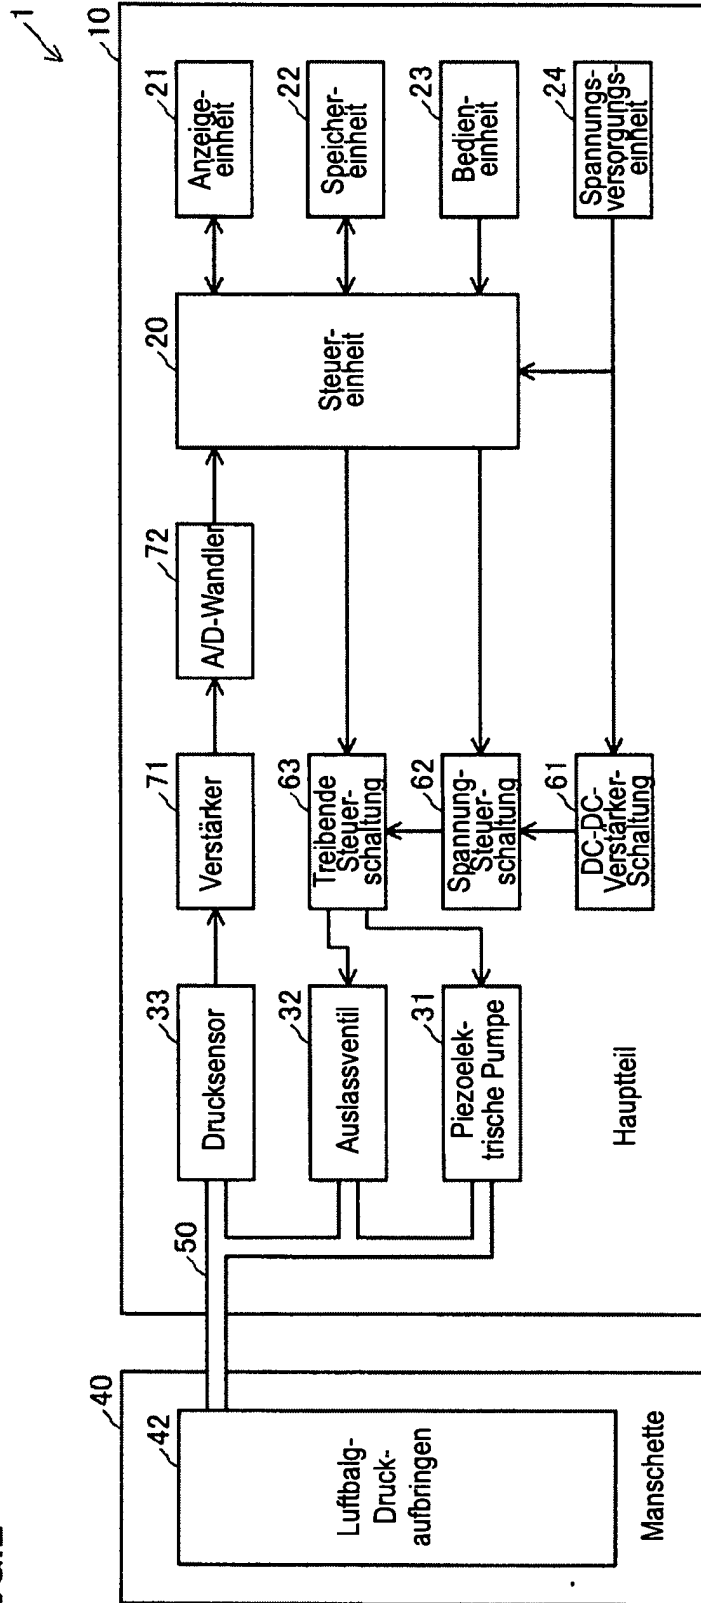 1
10
40
42
Luftbalg-
Druck-
aufbringen
Manschette
50
33
Drucksensor
71
Verstärker
72
A/D-Wandler
20
Steuer-
einheit
21
Anzeige-
einheit
32
Auslassventil
63
Treibende
Steuer-
schaltung
22
Speicher-
einheit
31
Piezoelek-
trische Pumpe
62
Spannung-
Steuer-
schaltung
23
Bedien-
einheit
61
DC-DC-
Verstärker-
Schaltung
24
Spannungs-
versorgungs-
einheit
Hauptteil